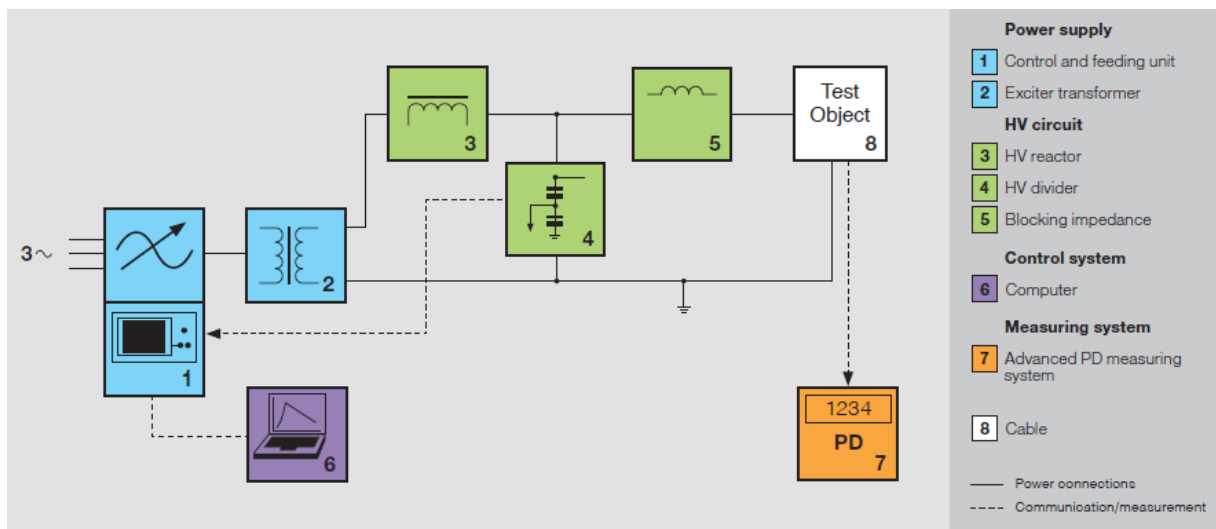 3~
1
2
3
4
5
Test
Object
8
6
1234
PD
7
Power supply
1 Control and feeding unit
2 Exciter transformer
HV circuit
3 HV reactor
4 HV divider
5 Blocking impedance
Control system
6 Computer
Measuring system
7 Advanced PD measuring
system
8 Cable
Power connections
Communication/measurement